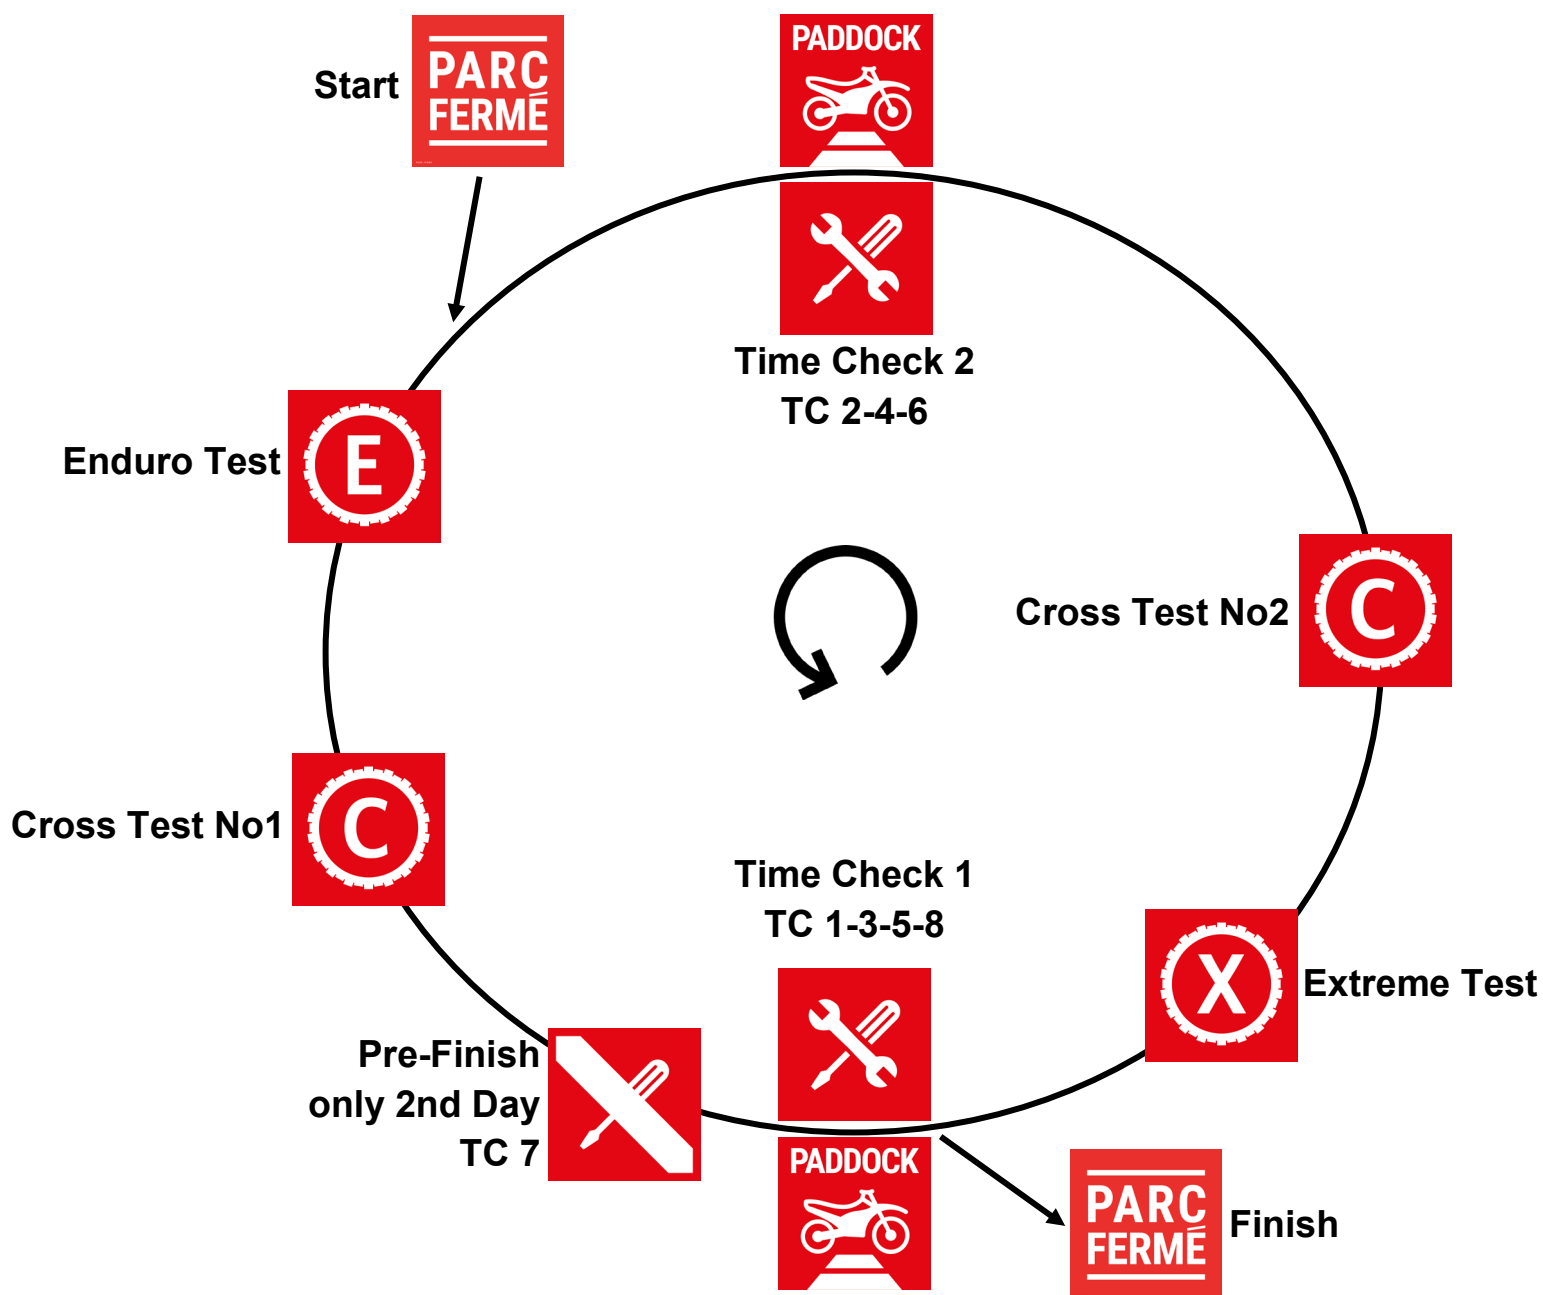 Start
PARC
FERMÉ
PADDOCK
Time Check 2
TC 2-4-6
Enduro Test
E
Cross Test No2
C
Cross Test No1
C
Time Check 1
TC 1-3-5-8
X
Extreme Test
Pre-Finish
only 2nd Day
TC 7
PADDOCK
PARC
FERMÉ
Finish